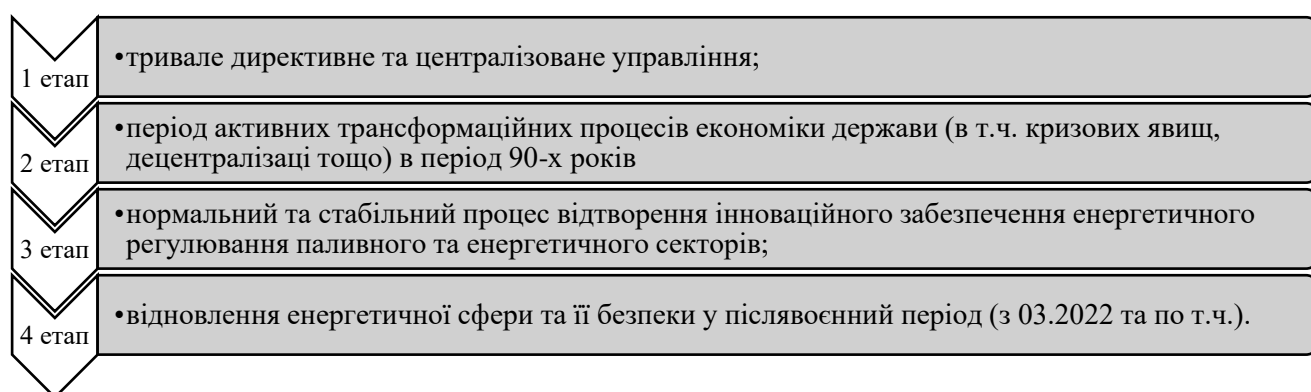 1 етап
•тривале директивне та централізоване управління;
2 етап
•період активних трансформаційних процесів економіки держави (в т.ч. кризових явищ,
децентралізаці тощо) в період 90-х років
3 етап
•нормальний та стабільний процес відтворення інноваційного забезпечення енергетичного
регулювання паливного та енергетичного секторів;
4 етап
•відновлення енергетичної сфери та її безпеки у післявоєнний період (з 03.2022 та по т.ч.).